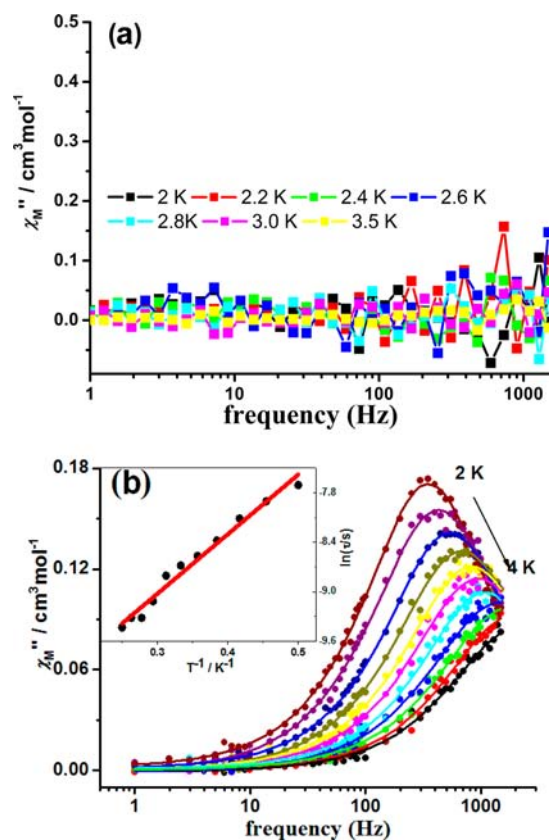 (a)
0.5
0.4
0.3
0.2
0.1
0.0
χM'' / cm³mol⁻¹
2 K 2.2 K 2.4 K 2.6 K
2.8K 3.0 K 3.5 K
1 10 100 1000
frequency (Hz)
(b)
0.18
0.12
0.06
0.00
χM'' / cm³mol⁻¹
2 K
4 K
-7.8
-8.4
-9.0
-9.6
ln(τ/s)
0.3 0.4 0.5
T⁻¹ / K⁻¹
1 10 100 1000
frequency (Hz)